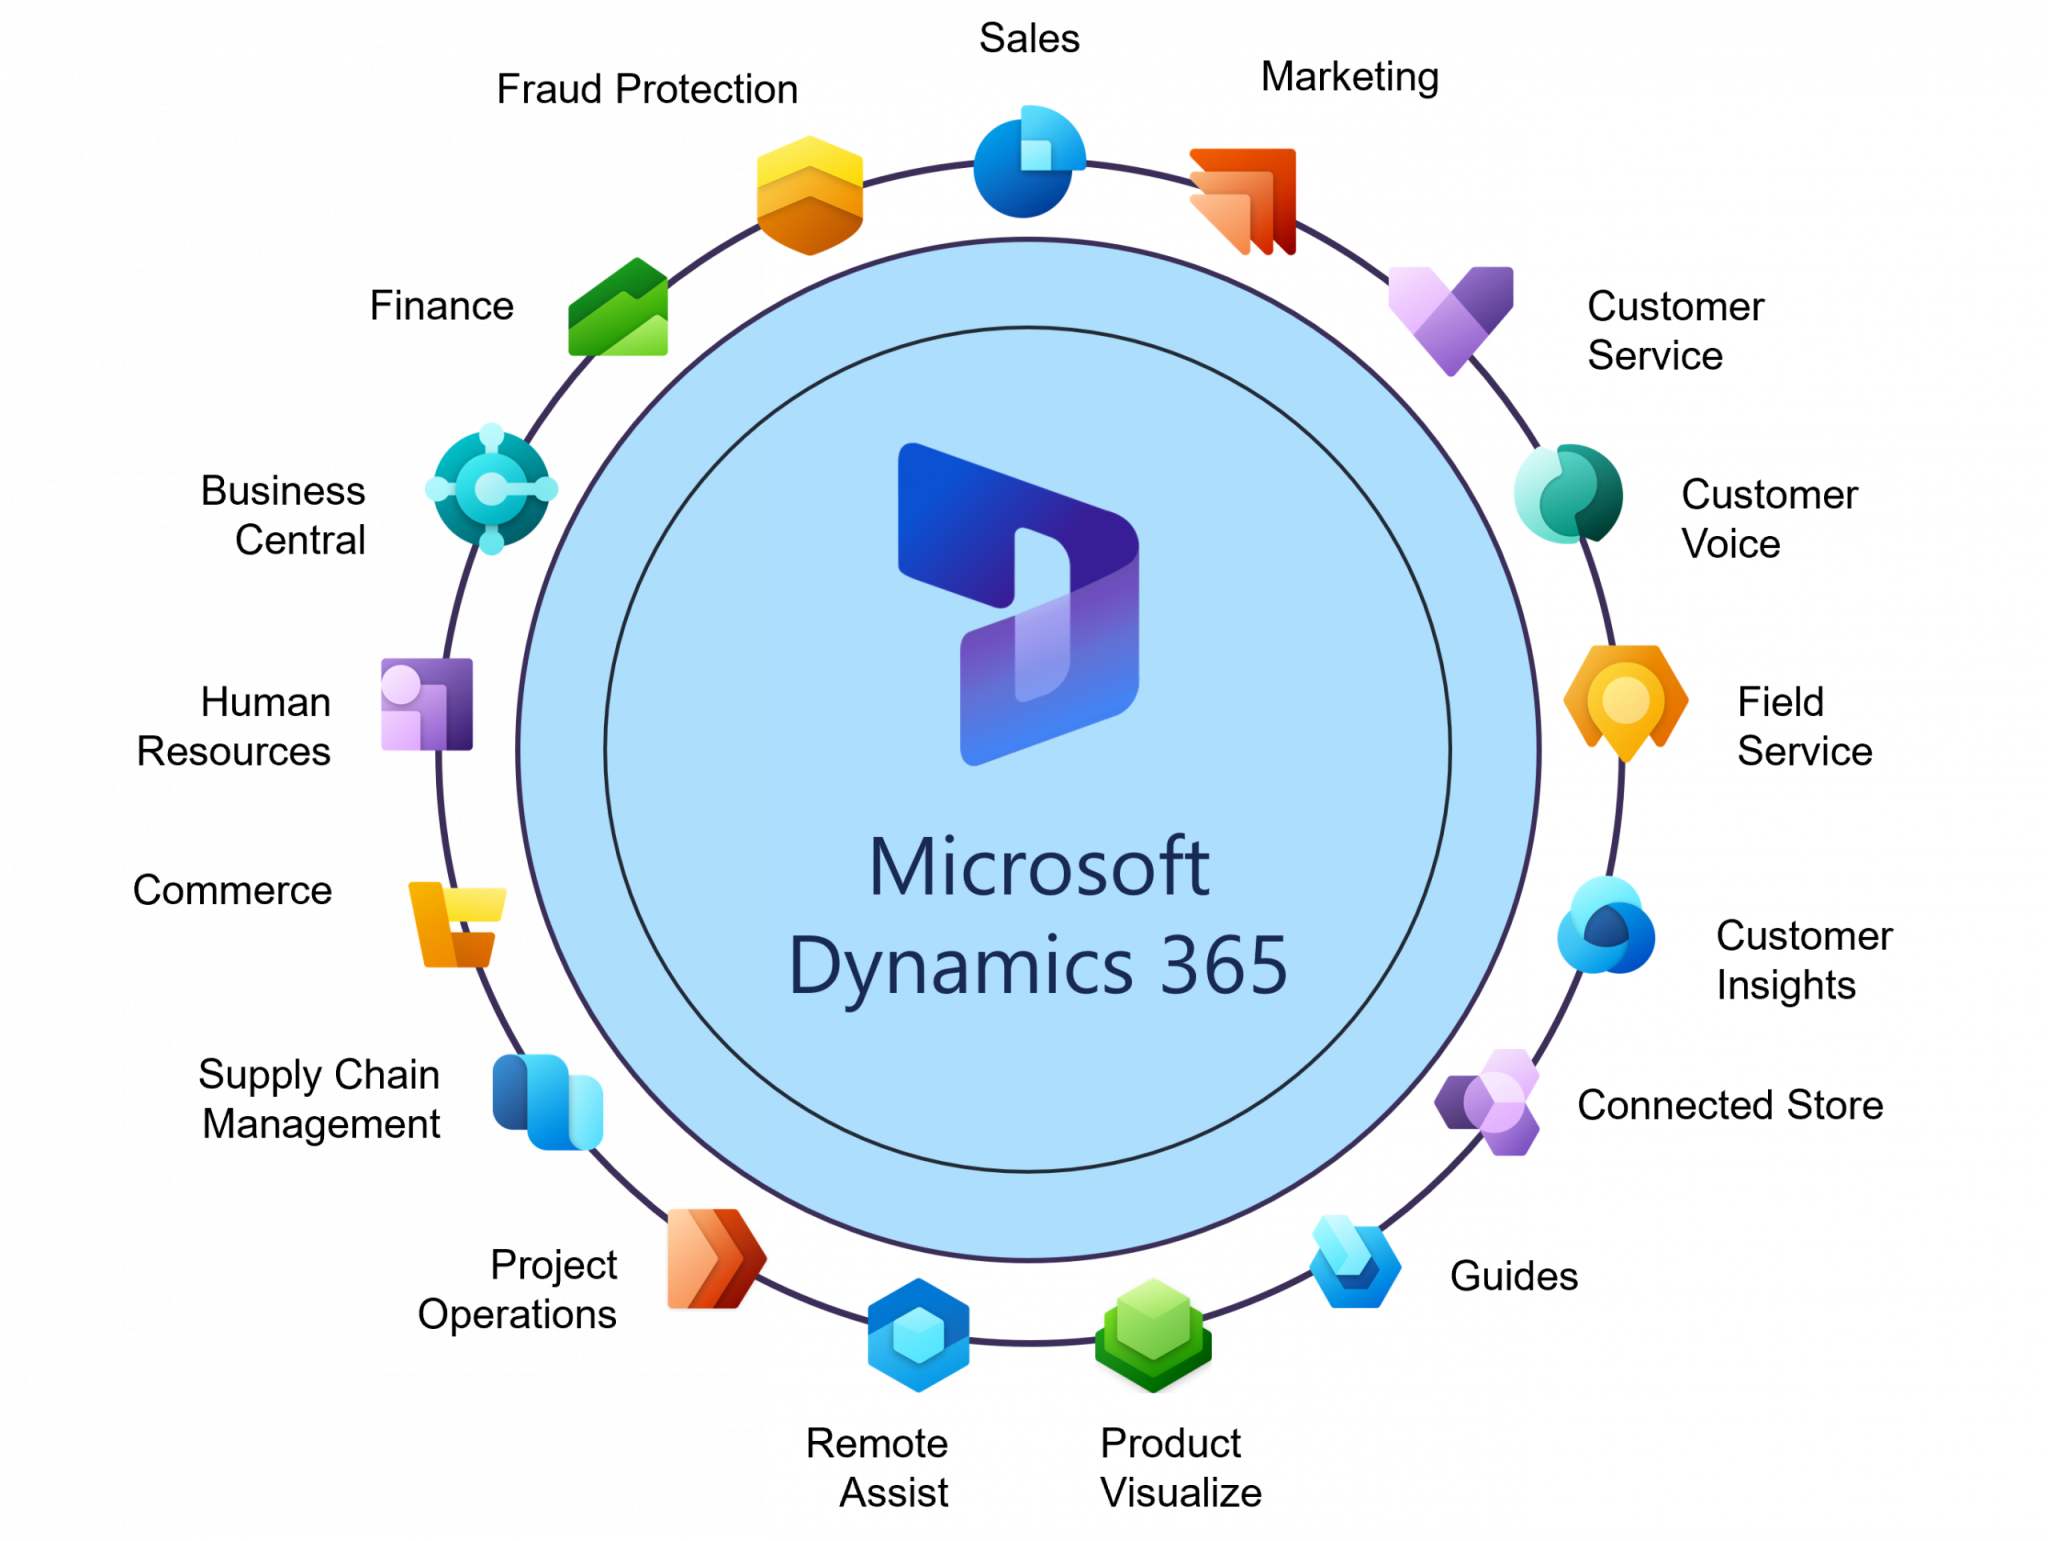 Sales
Marketing
Fraud Protection
Customer
Service
Finance
Customer
Voice
Business
Central
Field
Service
Human
Resources
Microsoft
Dynamics 365
Commerce
Customer
Insights
Supply Chain
Management
Connected Store
Project
Operations
Guides
Remote
Assist
Product
Visualize